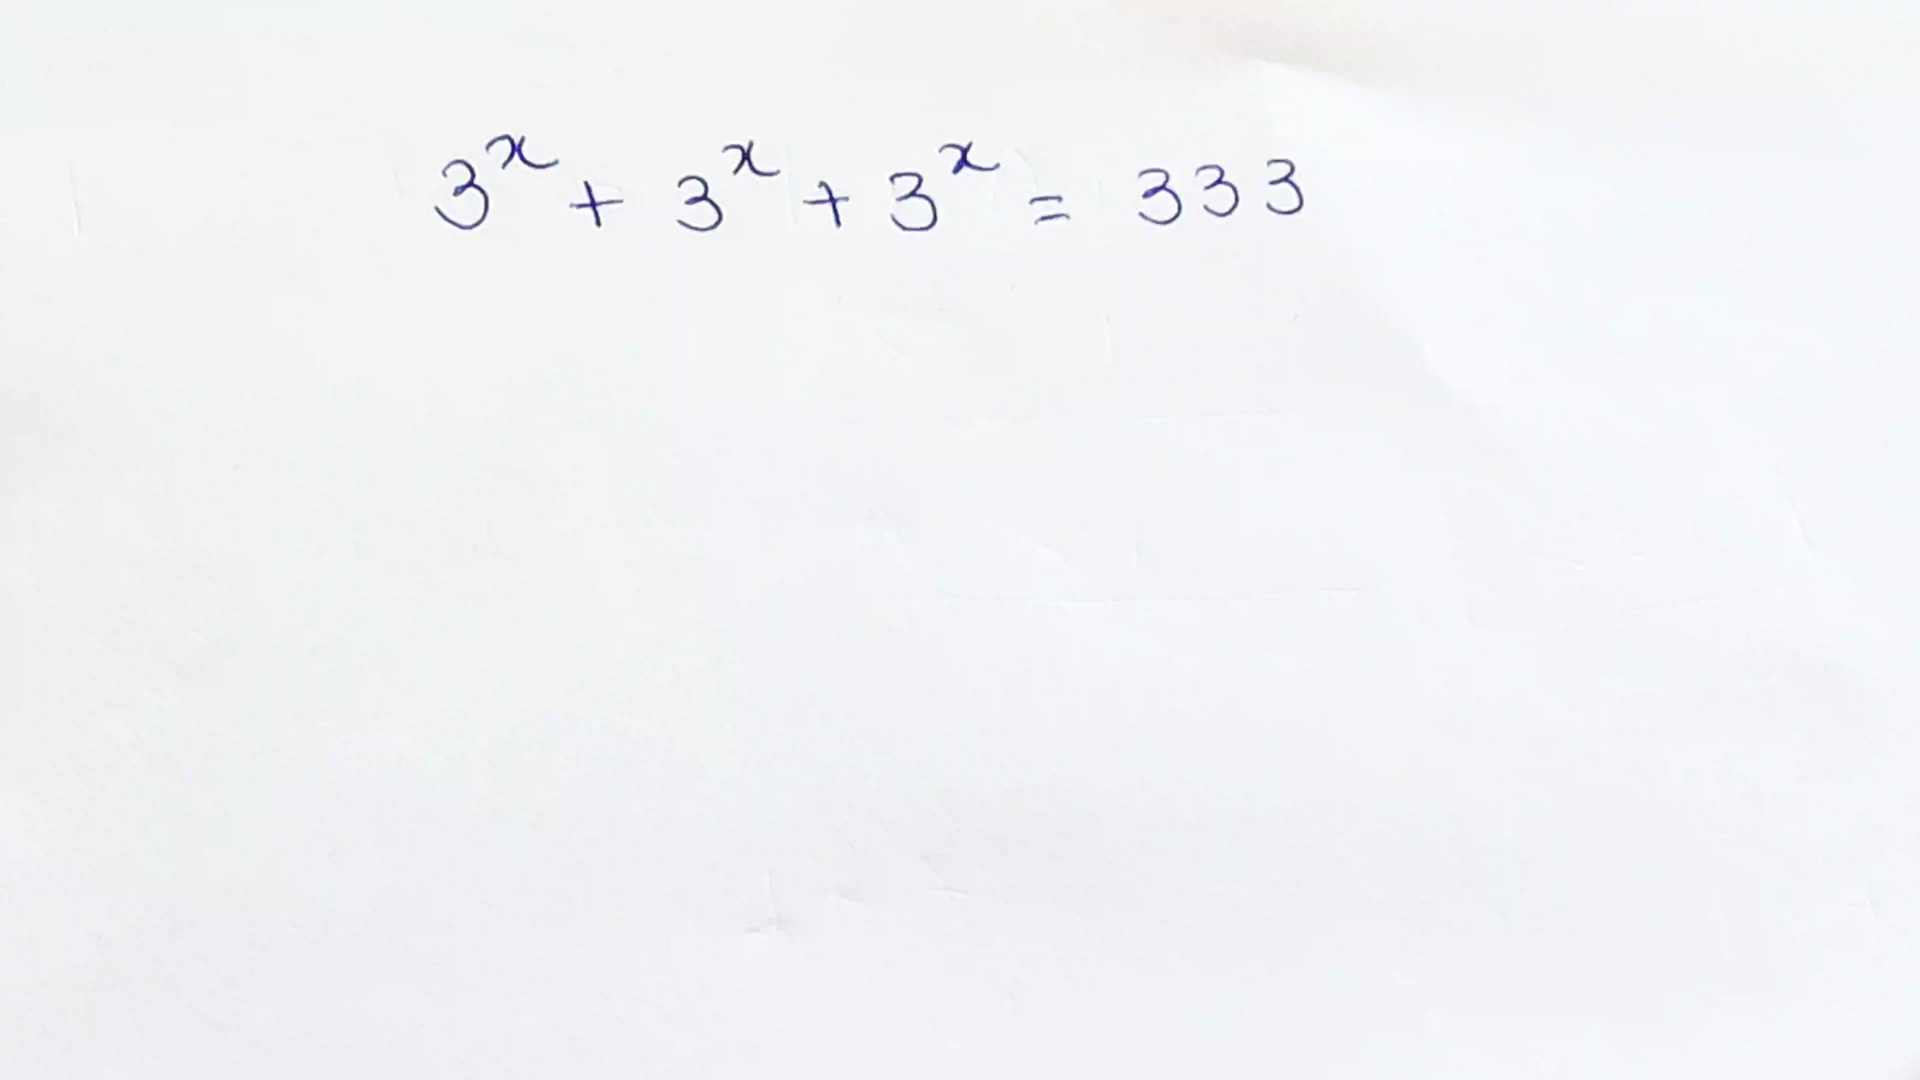 3^x + 3^x + 3^x = 333